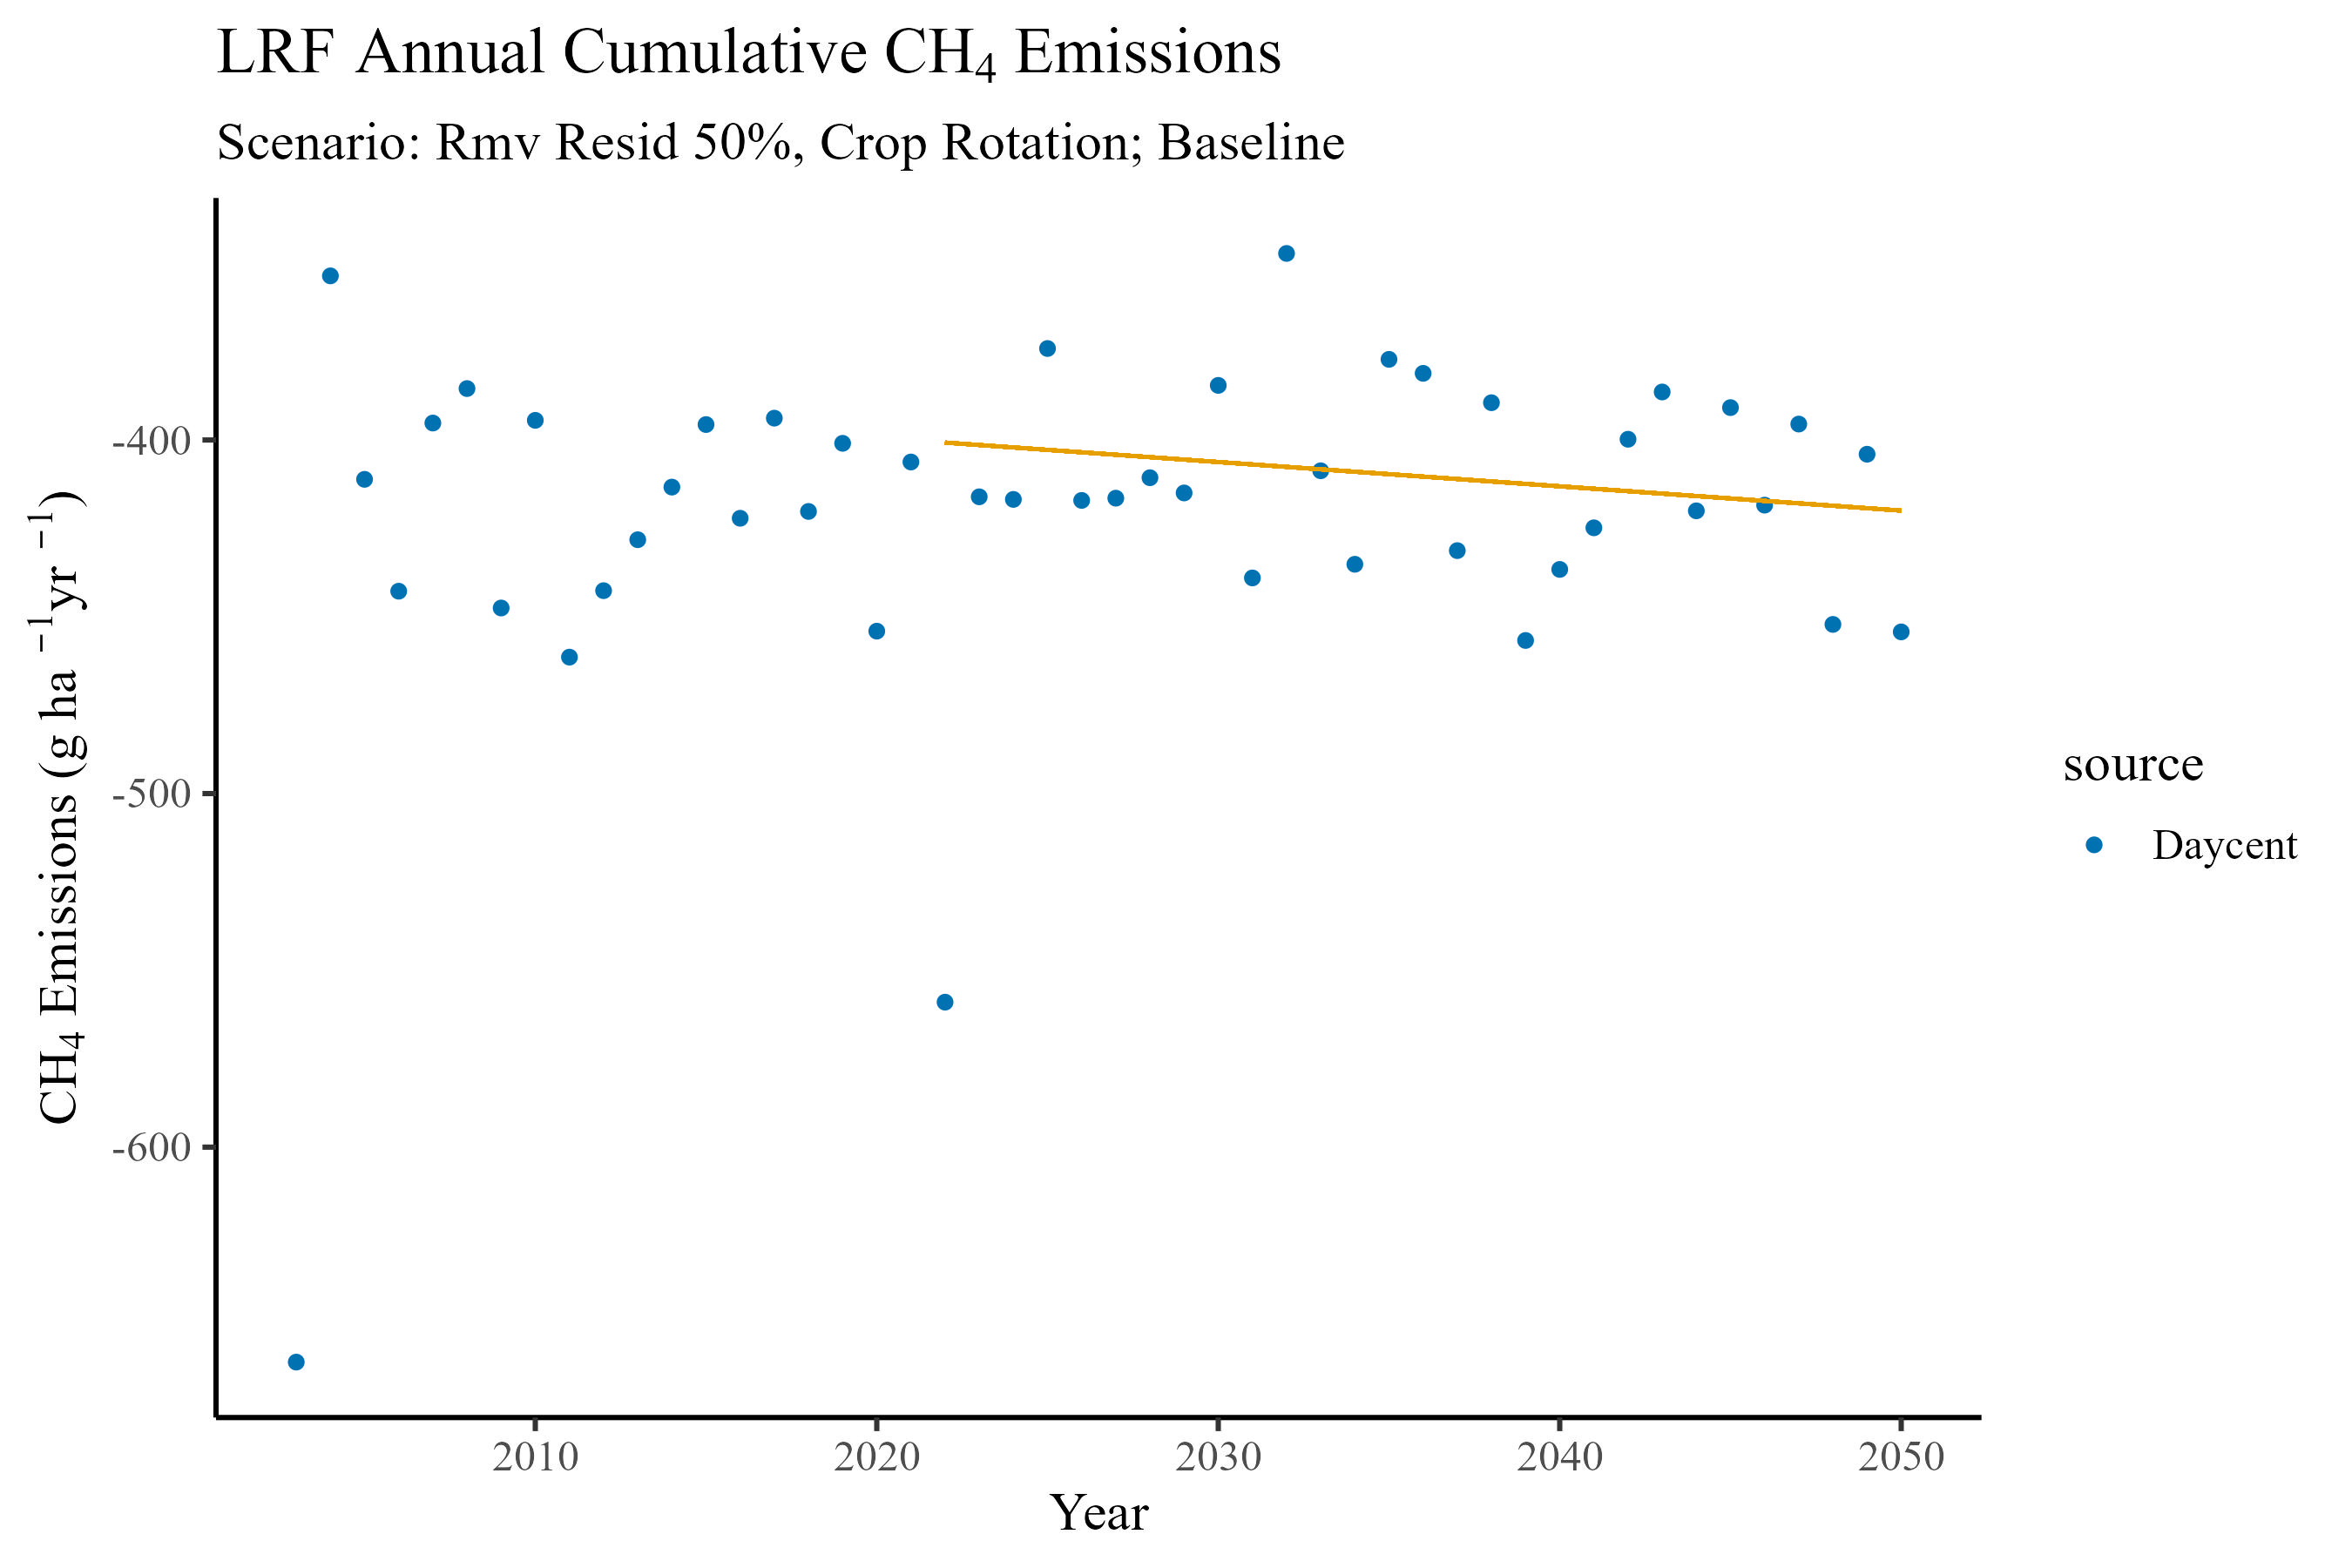 LRF Annual Cumulative CH₄ Emissions
Scenario: Rmv Resid 50%, Crop Rotation; Baseline
CH₄ Emissions (g ha ⁻¹yr ⁻¹)
-400
-500
-600
source
Daycent
2010 2020 2030 2040 2050
Year